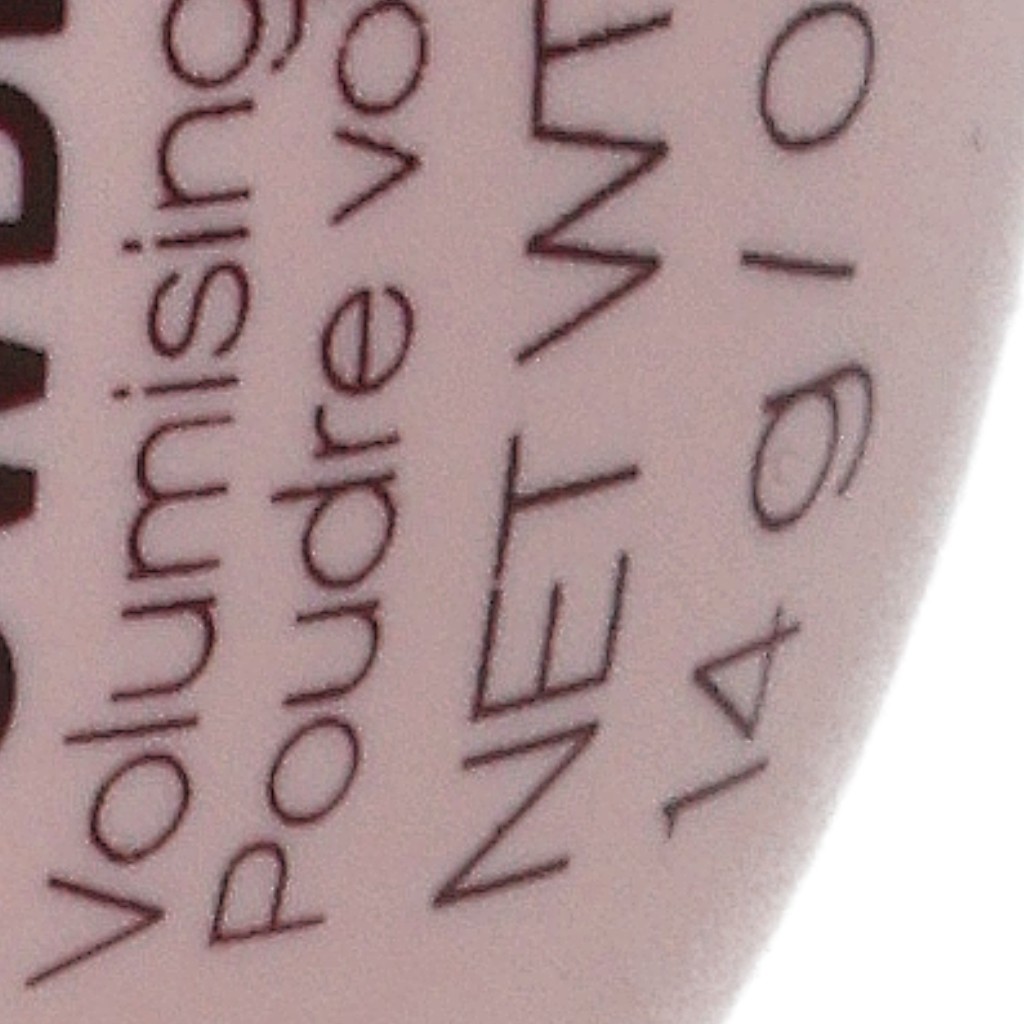 Volumising
Poudre vo
NET WT
14 g | 0